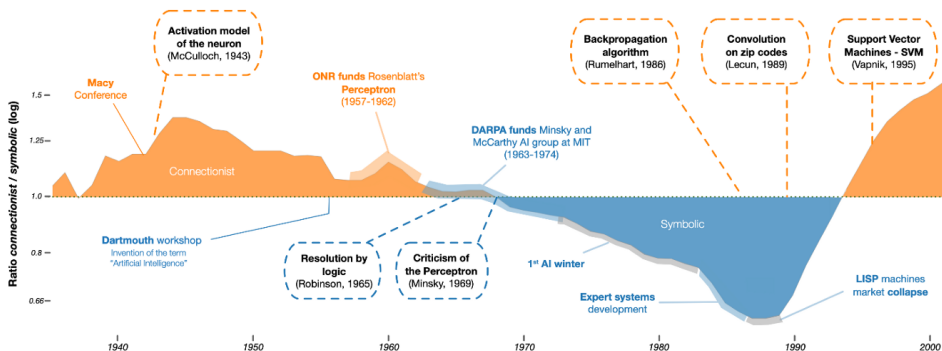 Activation model
of the neuron
(McCulloch, 1943)
Backpropagation
algorithm
(Rumelhart, 1986)
Convolution
on zip codes
(Lecun, 1989)
Support Vector
Machines - SVM
(Vapnik, 1995)
Macy
Conference
ONR funds Rosenblatt's
Perceptron
(1957-1962)
DARPA funds Minsky and
McCarthy AI group at MIT
(1963-1974)
Ratio connectionist / symbolic (log)
1.5
1.25
1.0
0.8
0.66
Connectionist
Symbolic
Dartmouth workshop
Invention of the term
"Artificial Intelligence"
Resolution by
logic
(Robinson, 1965)
Criticism of
the Perceptron
(Minsky, 1969)
1st AI winter
Expert systems
development
LISP machines
market collapse
1940
1950
1960
1970
1980
1990
2000